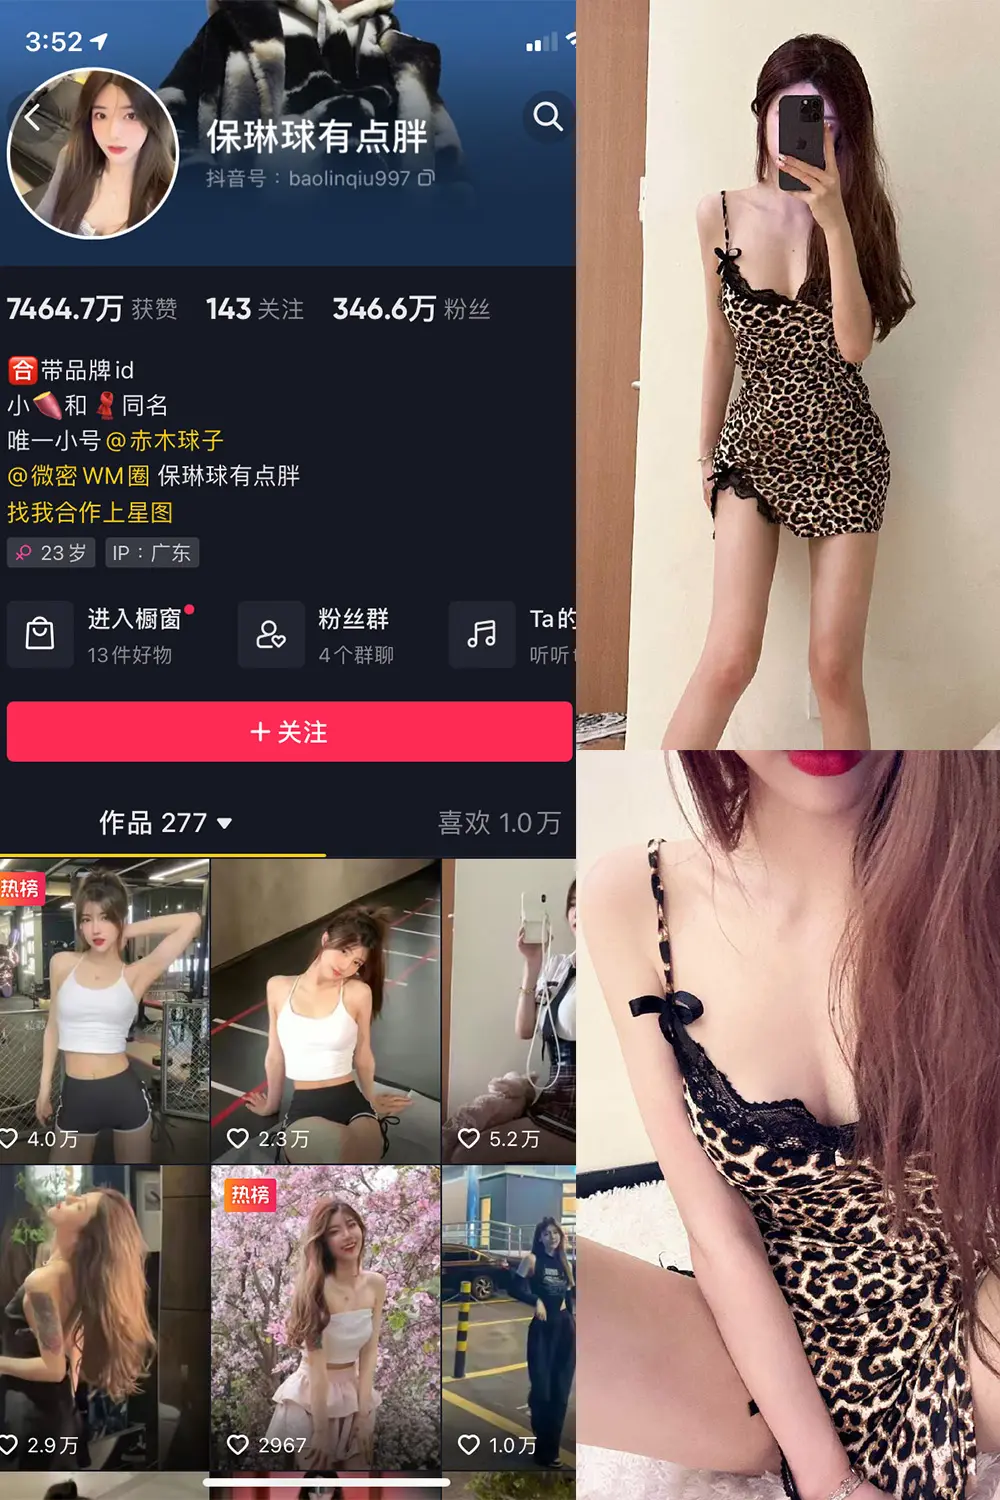 3:52
保琳球有点胖
抖音号：baolinqiu997
7464.7万 获赞 143 关注 346.6万 粉丝
合 带品牌id
小🍠和🧣同名
唯一小号 @赤木球子
@微密WM圈 保琳球有点胖
找我合作上星图
23岁 IP：广东
进入橱窗 粉丝群 Ta的
13件好物 4个群聊 听听
+ 关注
作品 277 喜欢 1.0万
热榜
4.0万 2.3万 5.2万
热榜
2.9万 2967 1.0万